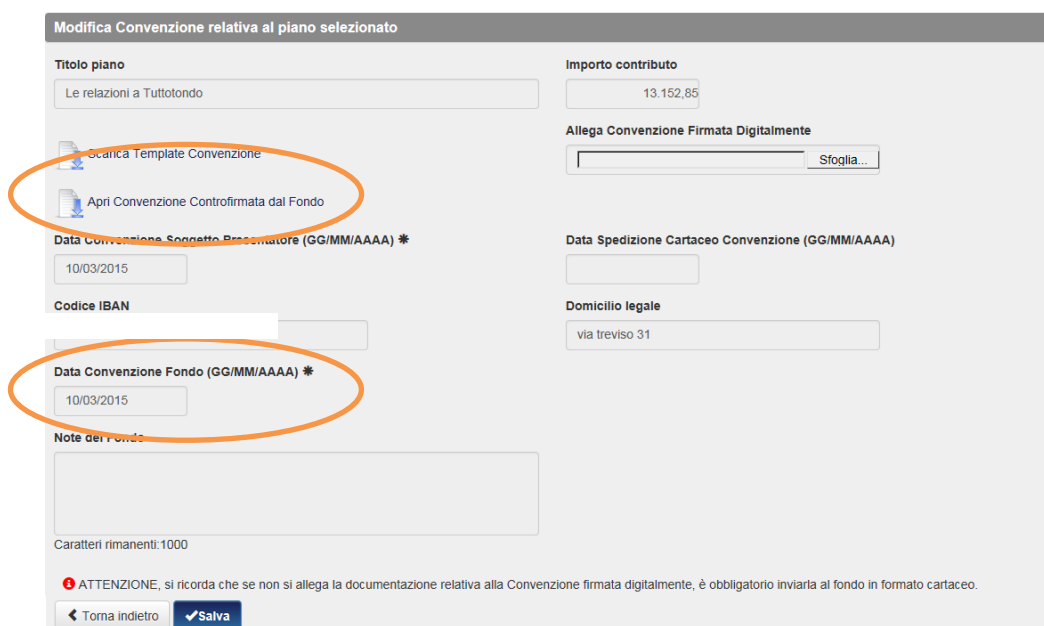 Modifica Convenzione relativa al piano selezionato
Titolo piano
Importo contributo
Le relazioni a Tuttotondo
13.152,85
Allega Convenzione Firmata Digitalmente
Scarica Template Convenzione
Sfoglia...
Apri Convenzione Controfirmata dal Fondo
Data Convenzione Soggetto Presentatore (GG/MM/AAAA) ✱
Data Spedizione Cartaceo Convenzione (GG/MM/AAAA)
10/03/2015
Codice IBAN
Domicilio legale
via treviso 31
Data Convenzione Fondo (GG/MM/AAAA) ✱
10/03/2015
Note del Fondo
Caratteri rimanenti:1000
ATTENZIONE, si ricorda che se non si allega la documentazione relativa alla Convenzione firmata digitalmente, è obbligatorio inviarla al fondo in formato cartaceo.
Torna indietro
Salva